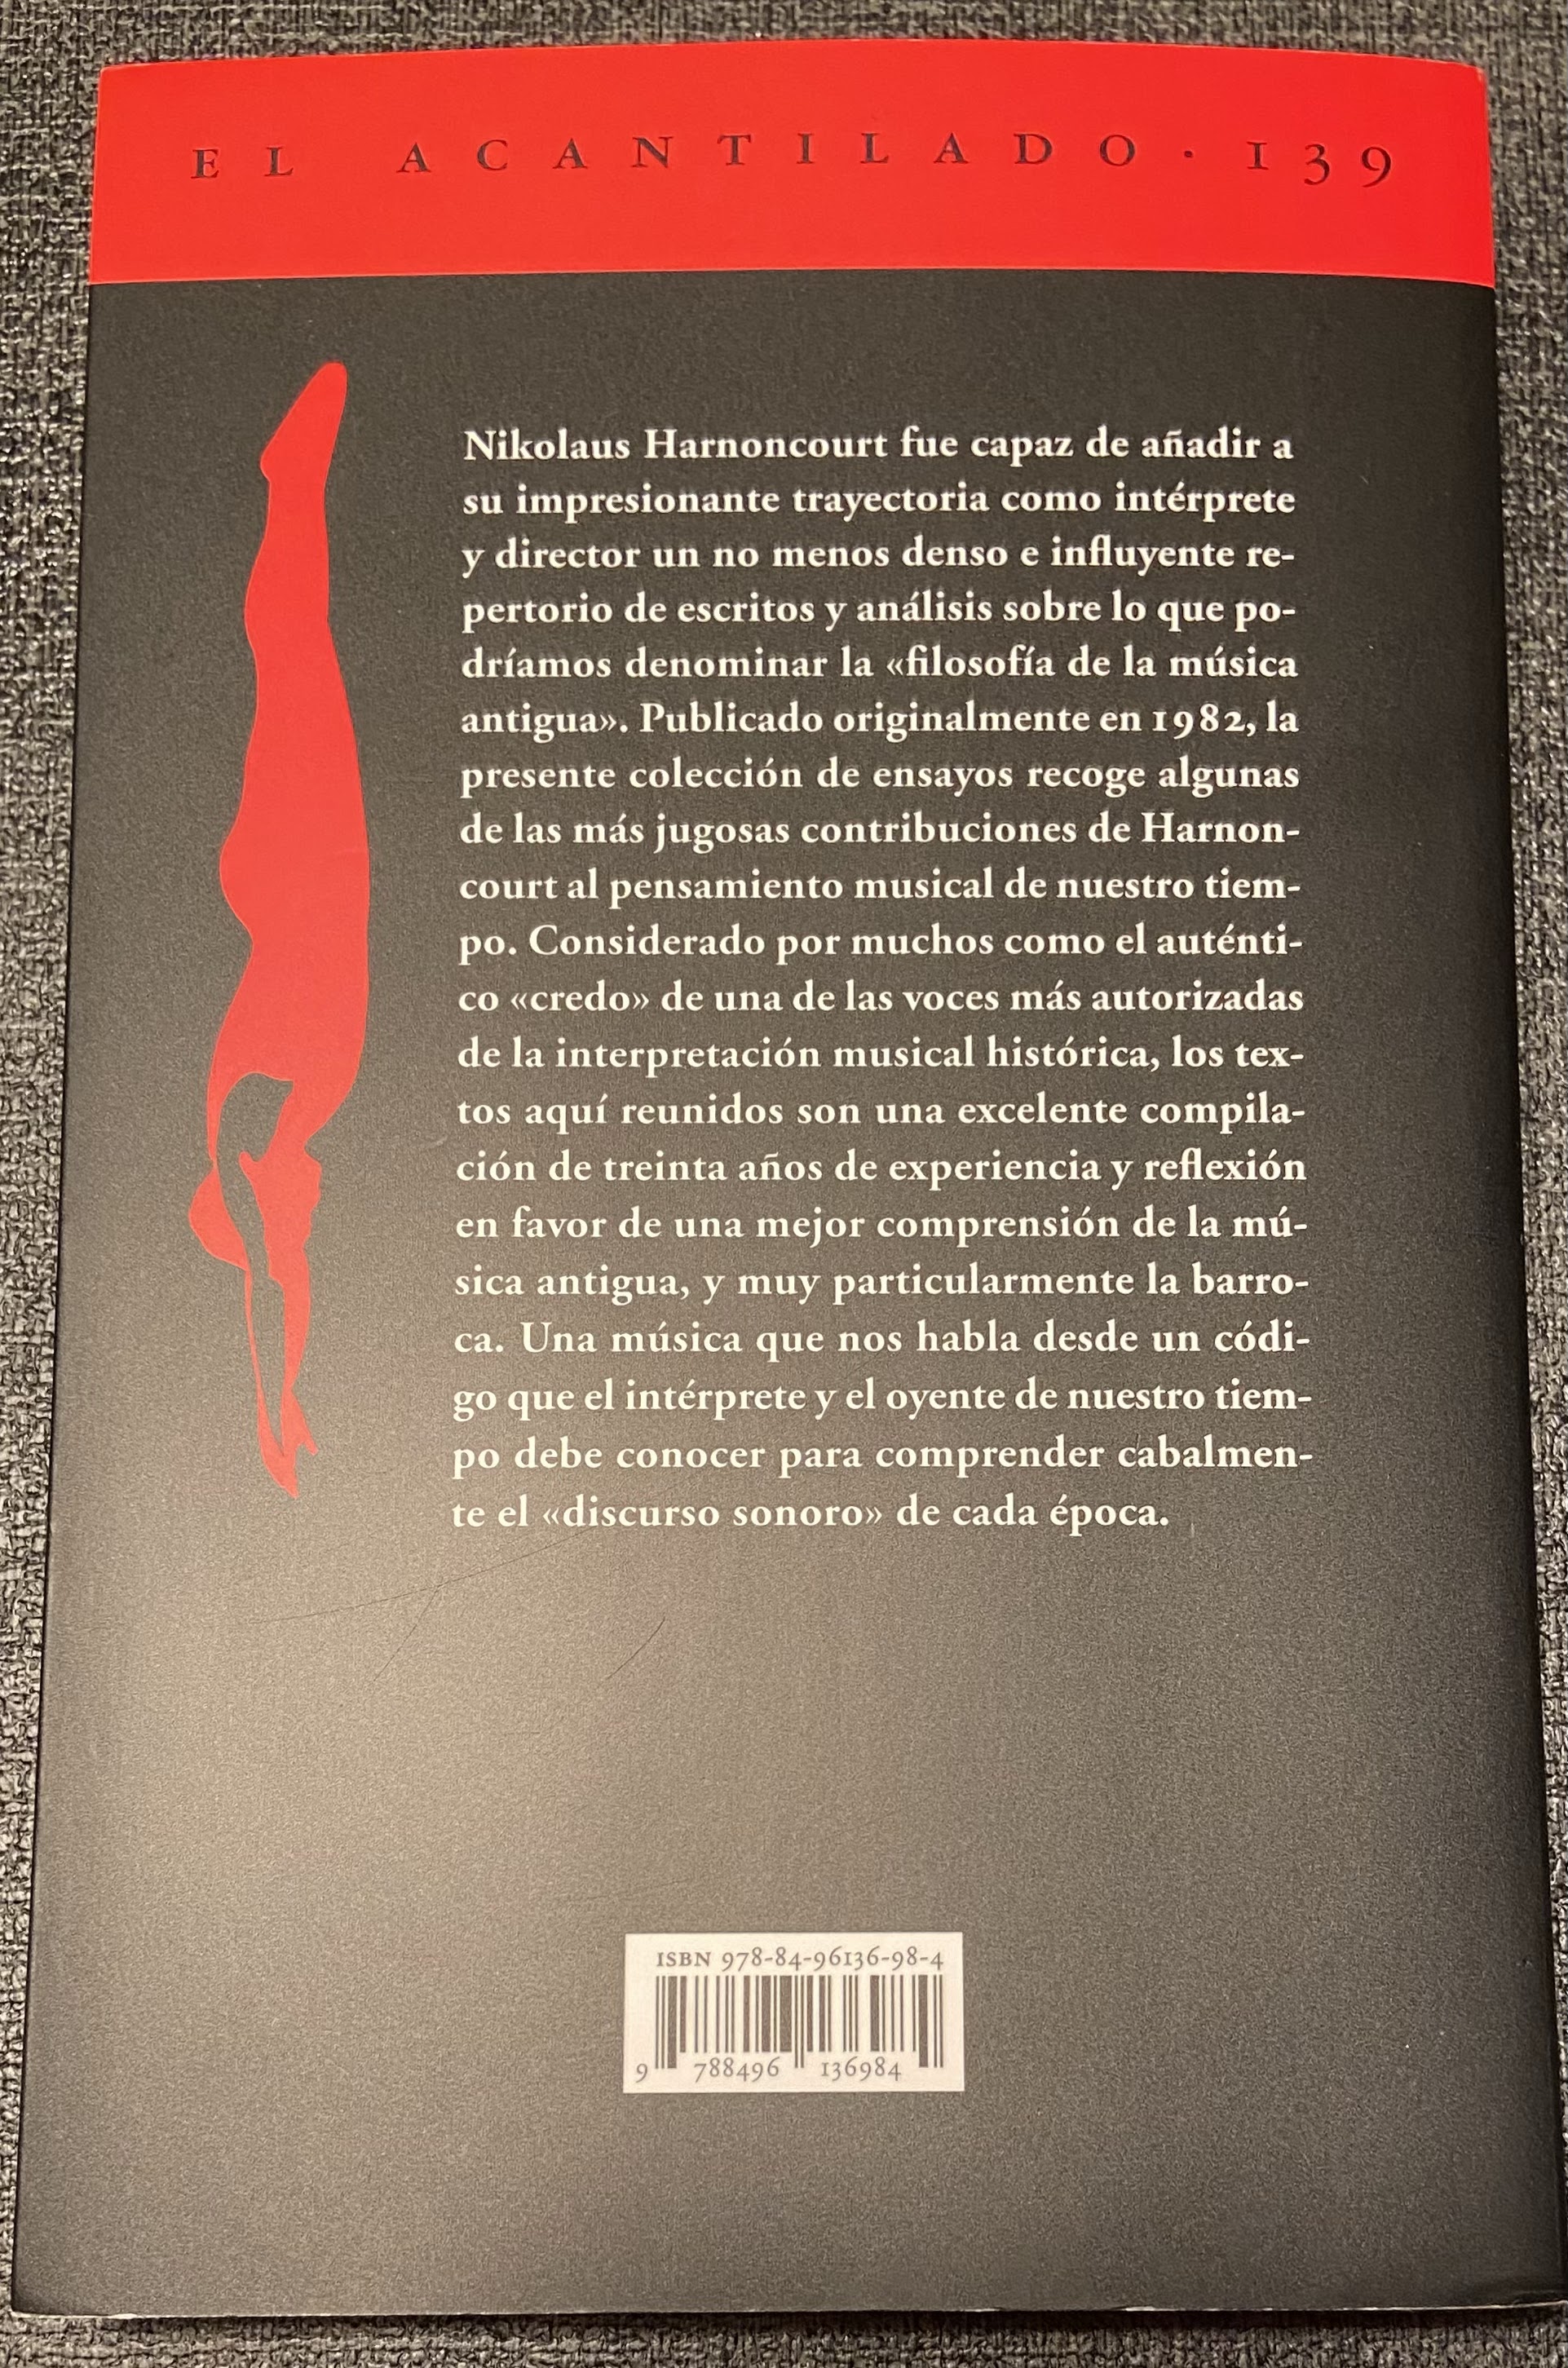 EL ACANTILADO · 139
Nikolaus Harnoncourt fue capaz de añadir a
su impresionante trayectoria como intérprete
y director un no menos denso e influyente re-
pertorio de escritos y análisis sobre lo que po-
dríamos denominar la «filosofía de la música
antigua». Publicado originalmente en 1982, la
presente colección de ensayos recoge algunas
de las más jugosas contribuciones de Harnon-
court al pensamiento musical de nuestro tiem-
po. Considerado por muchos como el auténti-
co «credo» de una de las voces más autorizadas
de la interpretación musical histórica, los tex-
tos aquí reunidos son una excelente compila-
ción de treinta años de experiencia y reflexión
en favor de una mejor comprensión de la mú-
sica antigua, y muy particularmente la barro-
ca. Una música que nos habla desde un códi-
go que el intérprete y el oyente de nuestro tiem-
po debe conocer para comprender cabalmen-
te el «discurso sonoro» de cada época.
ISBN 978-84-96136-98-4
9 788496 136984